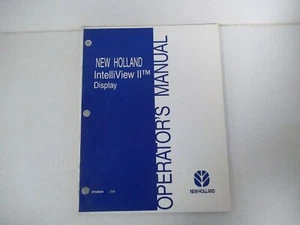 NEW HOLLAND
IntelliView II™
Display
OPERATOR'S MANUAL
NEW HOLLAND